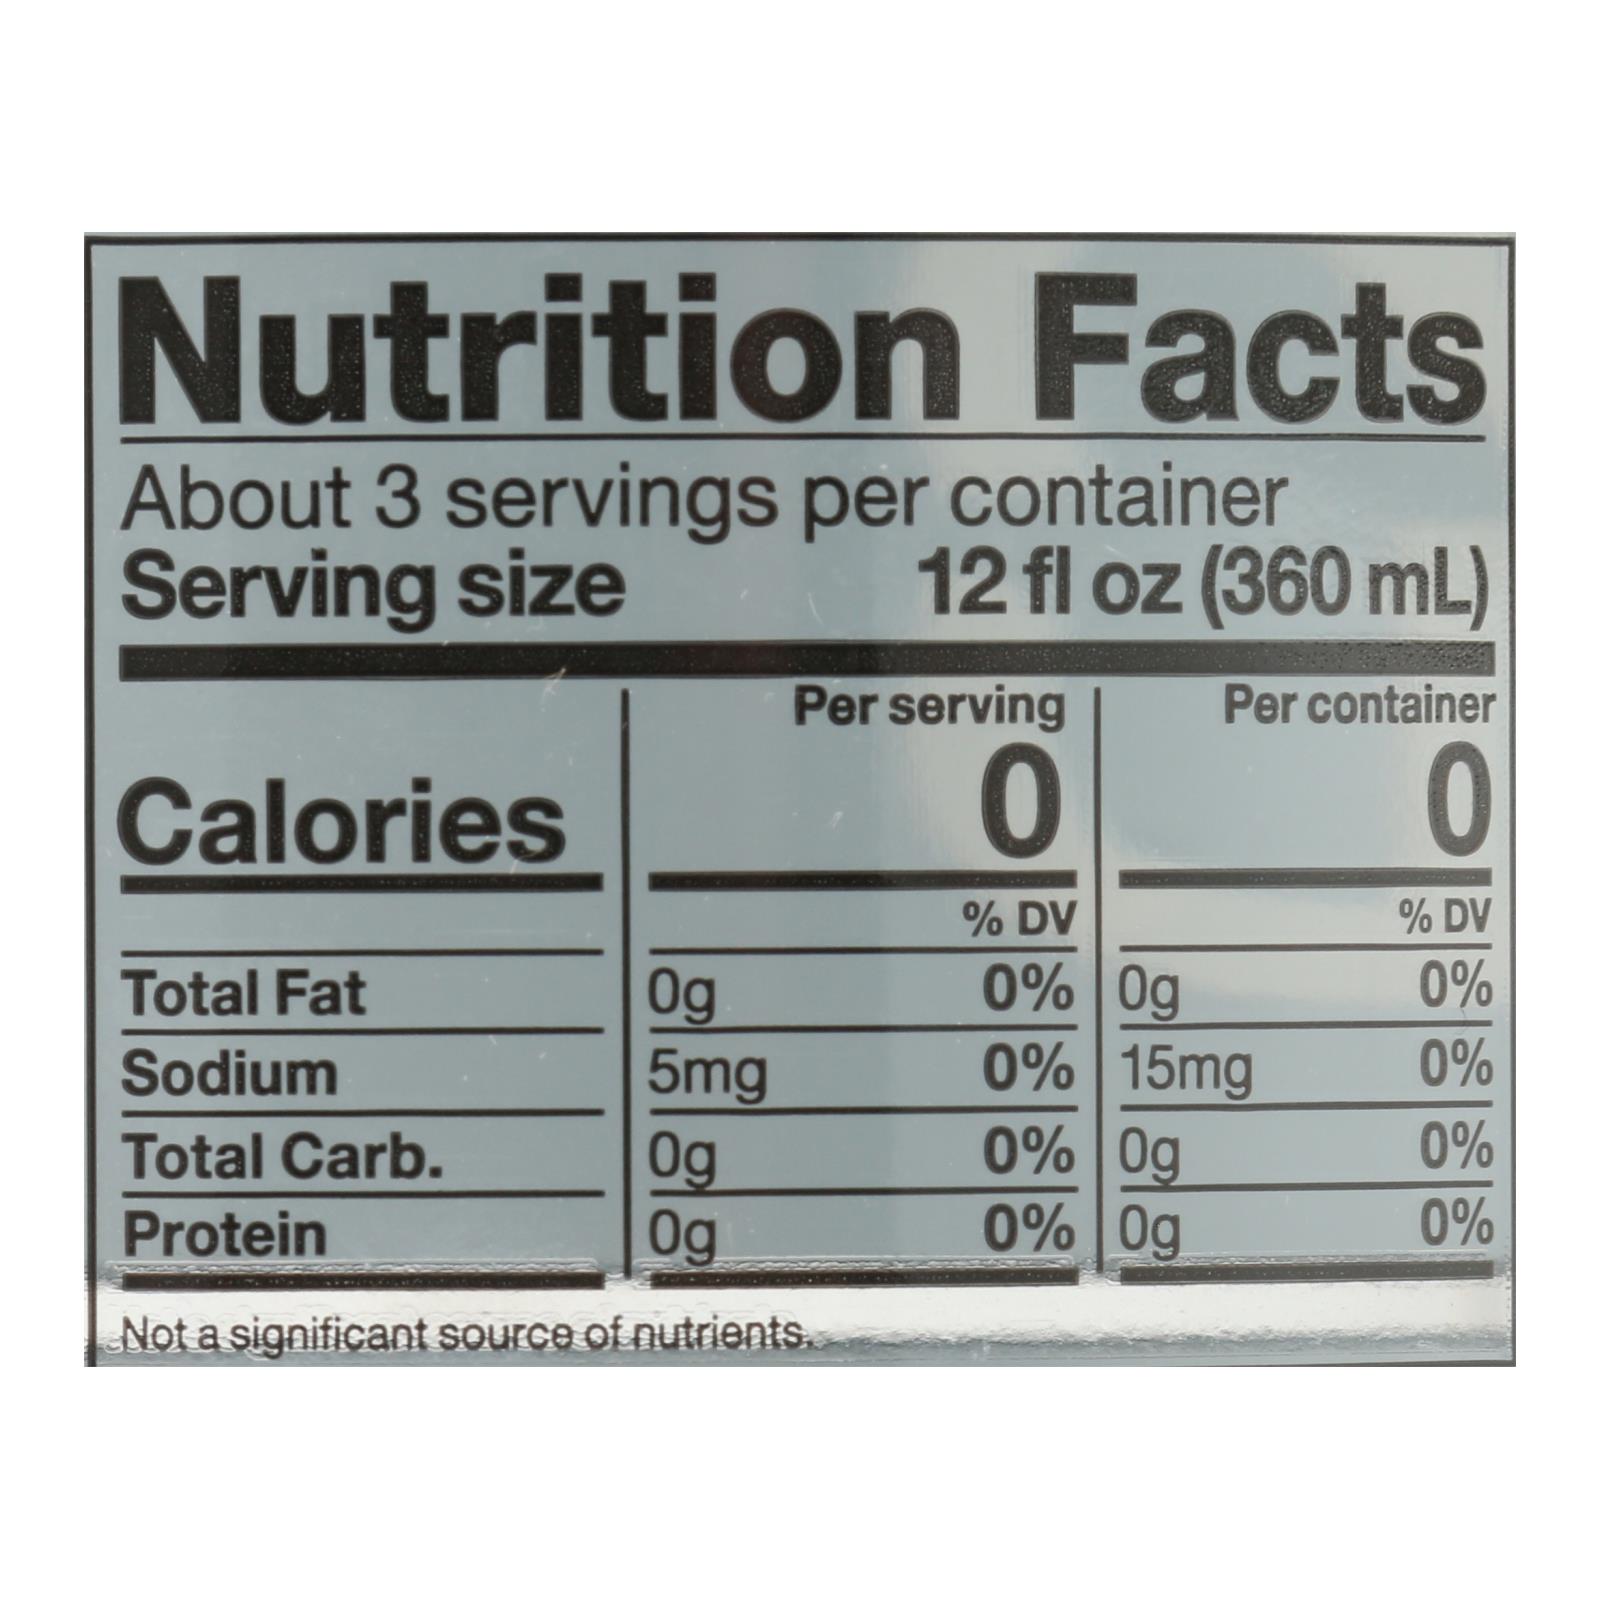 Nutrition Facts
About 3 servings per container
Serving size 12 fl oz (360 mL)
Per serving Per container
Calories 0 0
% DV % DV
Total Fat 0g 0% 0g 0%
Sodium 5mg 0% 15mg 0%
Total Carb. 0g 0% 0g 0%
Protein 0g 0% 0g 0%
Not a significant source of nutrients.